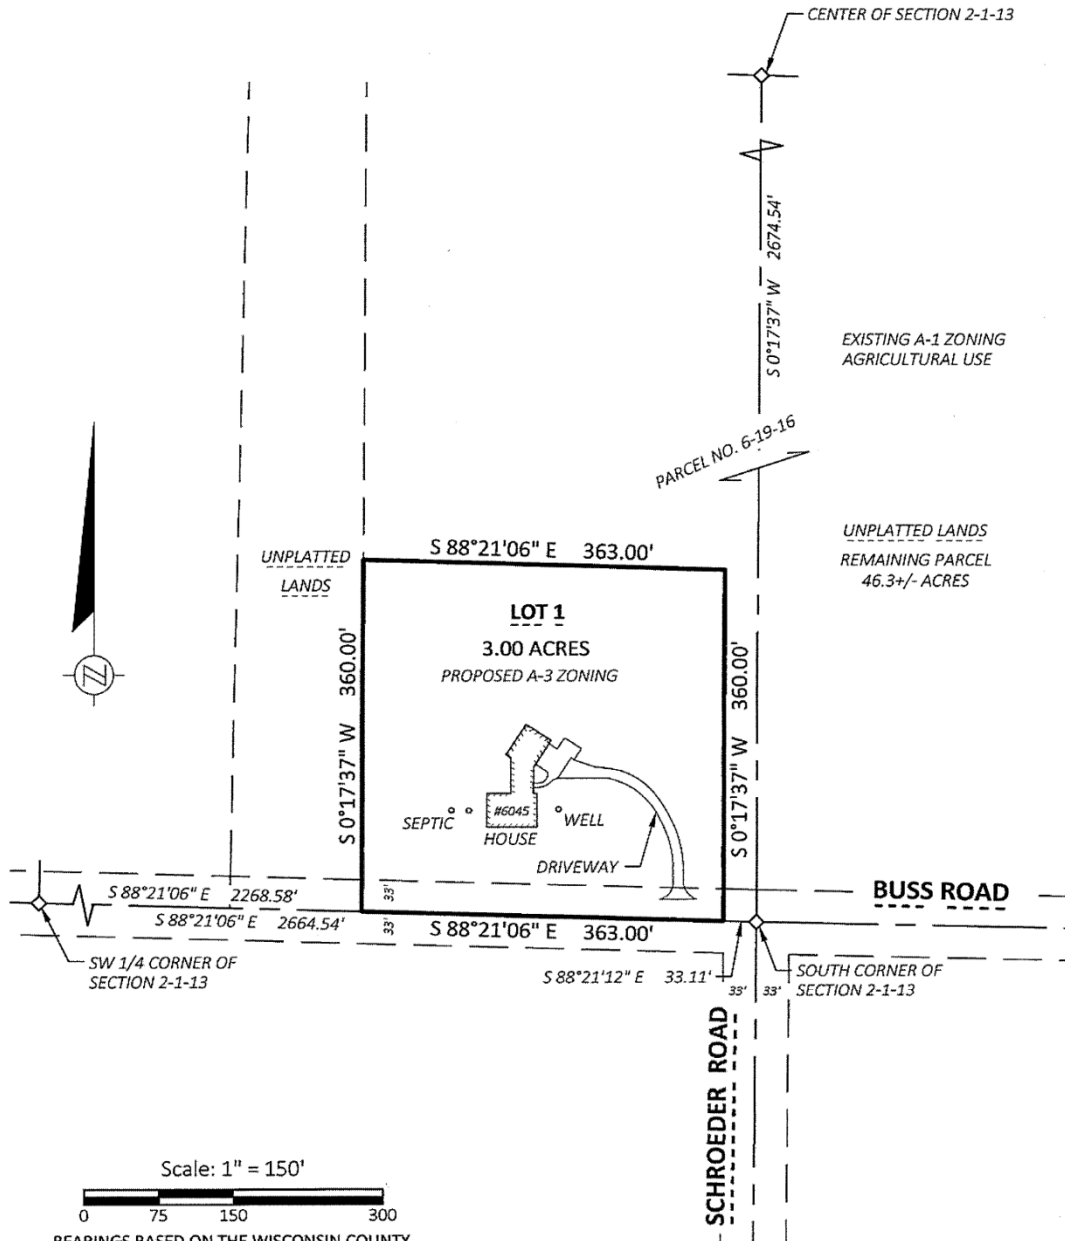 CENTER OF SECTION 2-1-13
S 0°17'37" W 2674.54'
EXISTING A-1 ZONING
AGRICULTURAL USE
PARCEL NO. 6-19-16
UNPLATTED LANDS
REMAINING PARCEL
46.3+/- ACRES
UNPLATTED
LANDS
S 88°21'06" E 363.00'
LOT 1
3.00 ACRES
PROPOSED A-3 ZONING
S 0°17'37" W 360.00'
S 0°17'37" W 360.00'
N
#6045
SEPTIC
WELL
HOUSE
DRIVEWAY
BUSS ROAD
S 88°21'06" E 2268.58'
33'
S 88°21'06" E 2664.54'
33'
S 88°21'06" E 363.00'
SW 1/4 CORNER OF
SECTION 2-1-13
S 88°21'12" E 33.11'
SOUTH CORNER OF
SECTION 2-1-13
33' 33'
SCHROEDER ROAD
Scale: 1" = 150'
0 75 150 300
BEARINGS BASED ON THE WISCONSIN COUNTY